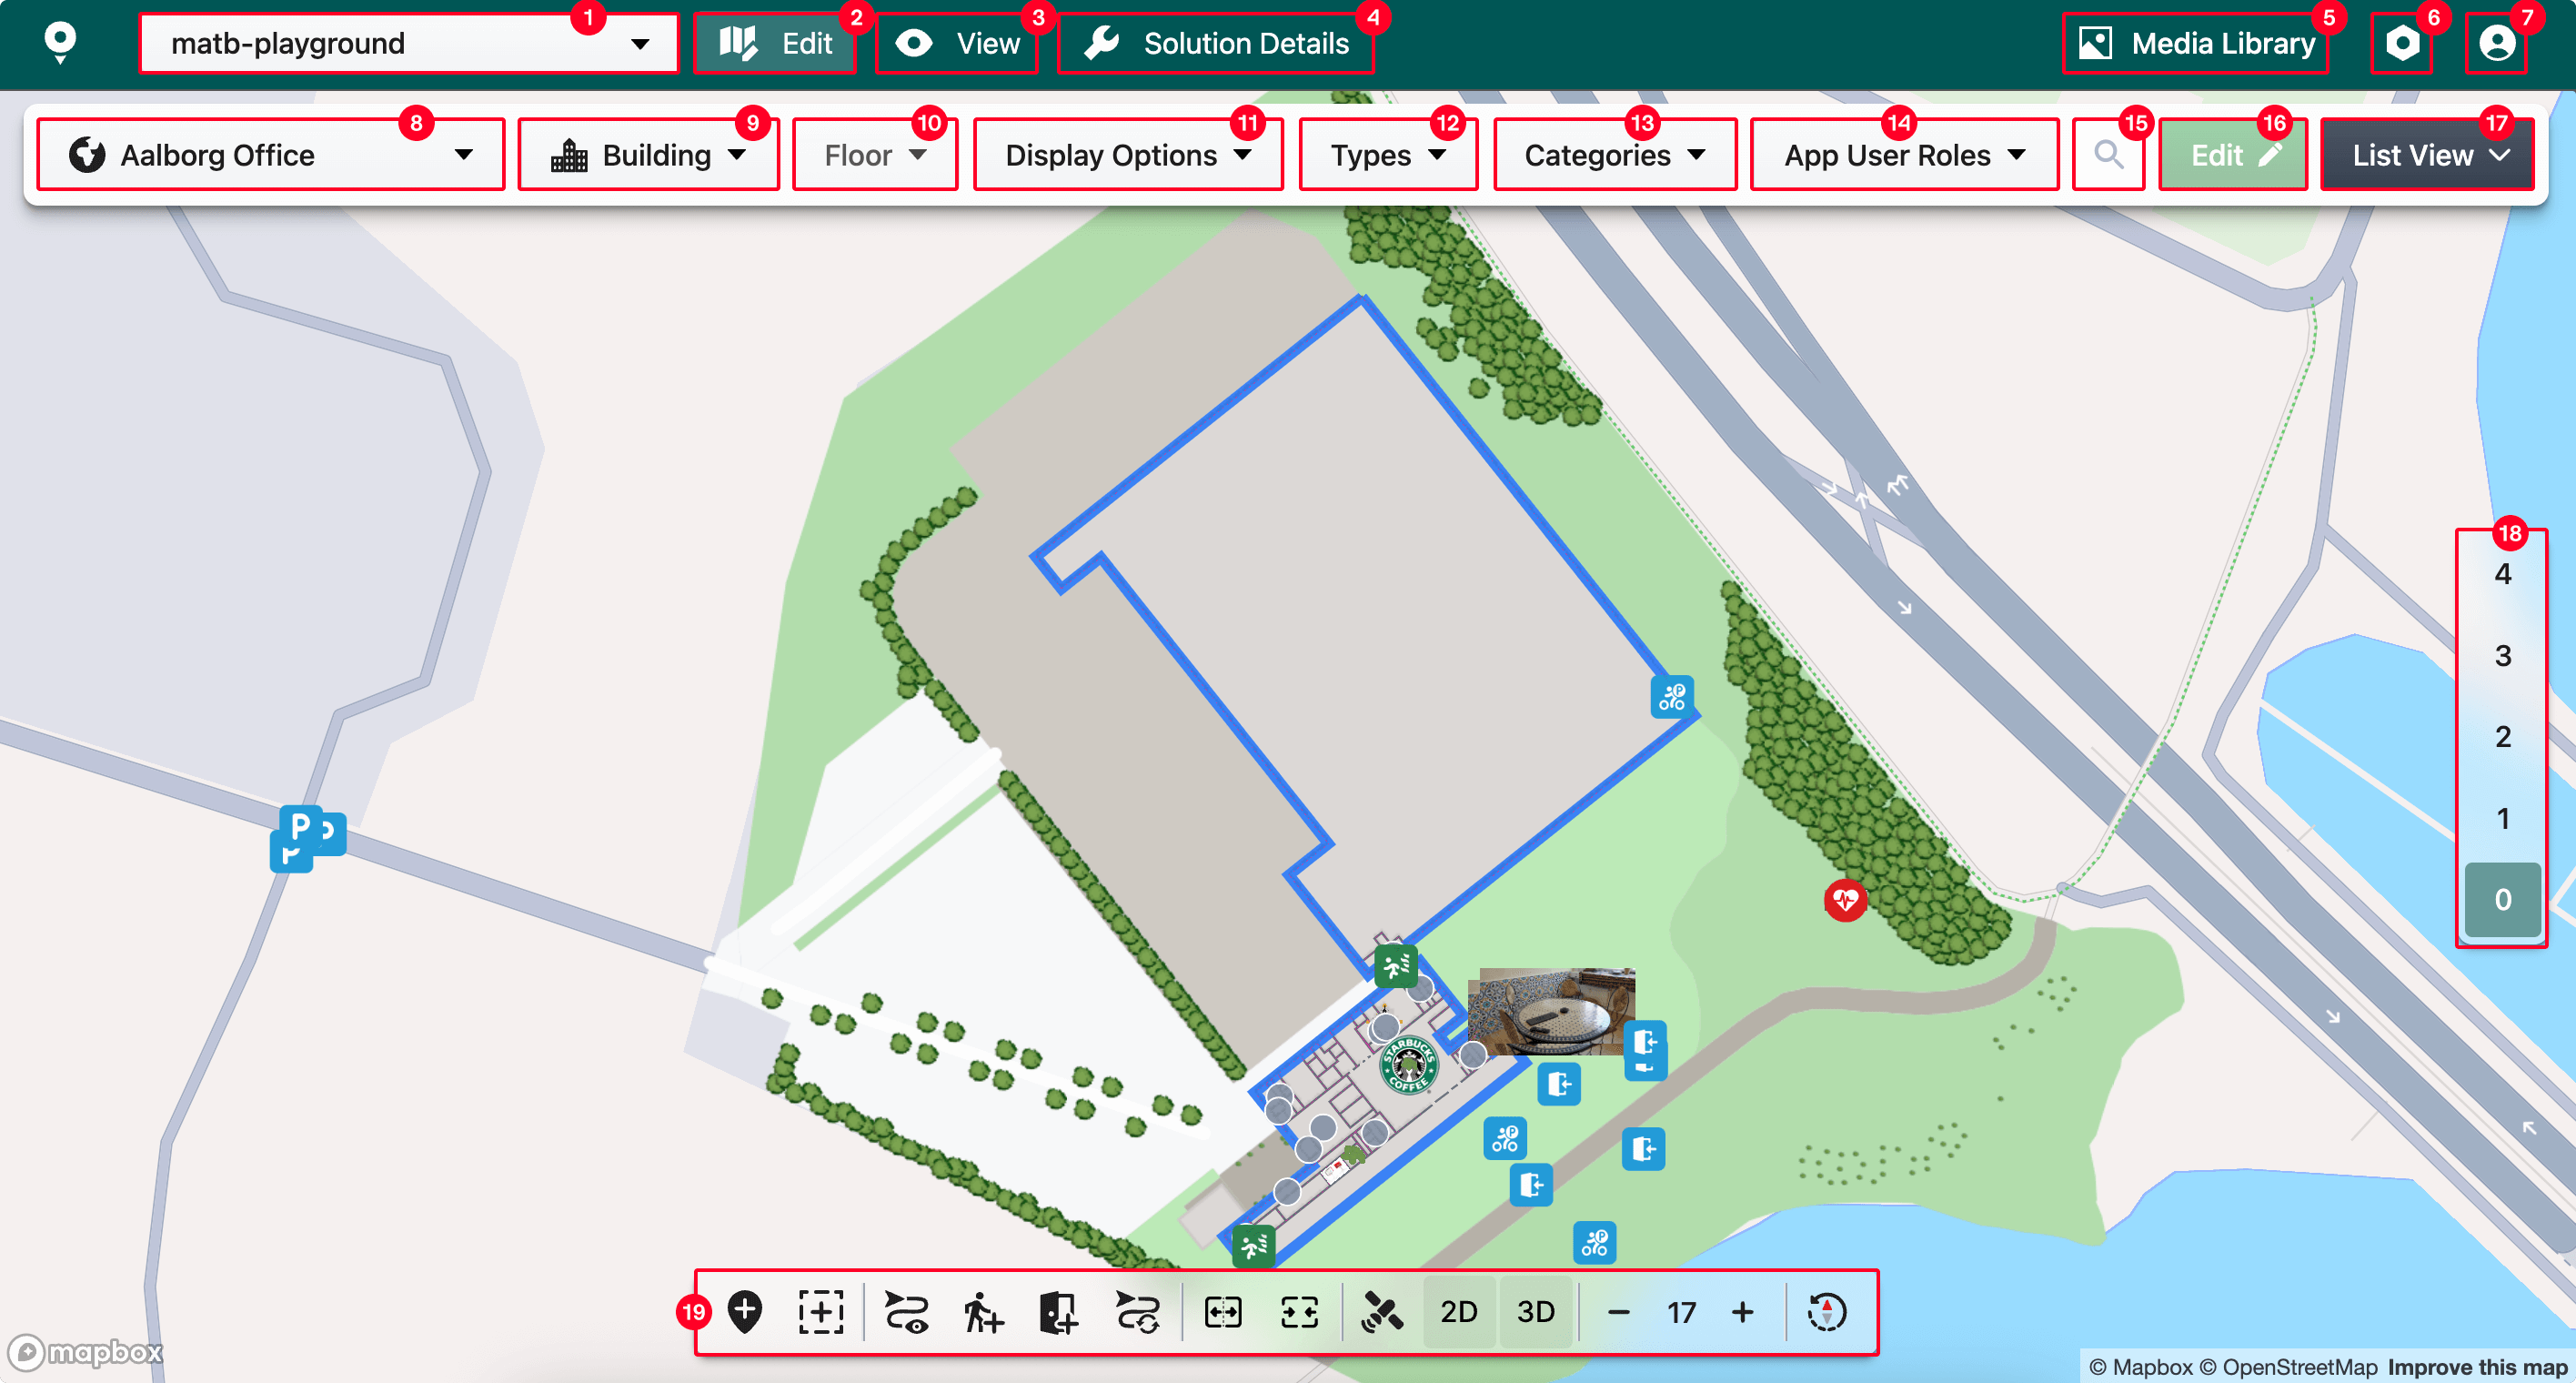 1 2 3 4 5 6 7
matb-playground Edit View Solution Details Media Library
8 9 10 11 12 13 14 15 16 17
Aalborg Office Building Floor Display Options Types Categories App User Roles Edit List View
18
4
3
2
1
0
P P
P
STARBUCKS
COFFEE
19 2D 3D − 17 +
mapbox
© Mapbox © OpenStreetMap Improve this map